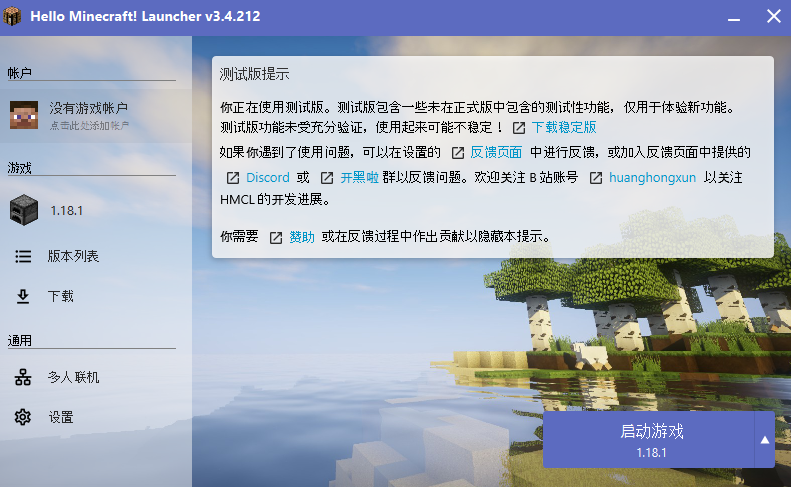 Hello Minecraft! Launcher v3.4.212
帐户
没有游戏帐户
点击此处添加帐户
游戏
1.18.1
版本列表
下载
通用
多人联机
设置
测试版提示
你正在使用测试版。测试版包含一些未在正式版中包含的测试性功能，仅用于体验新功能。
测试版功能未受充分验证，使用起来可能不稳定！ 下载稳定版
如果你遇到了使用问题，可以在设置的 反馈页面 中进行反馈，或加入反馈页面中提供的
Discord 或 开黑啦 群以反馈问题。欢迎关注 B 站账号 huanghongxun 以关注
HMCL 的开发进展。
你需要 赞助 或在反馈过程中作出贡献以隐藏本提示。
启动游戏
1.18.1